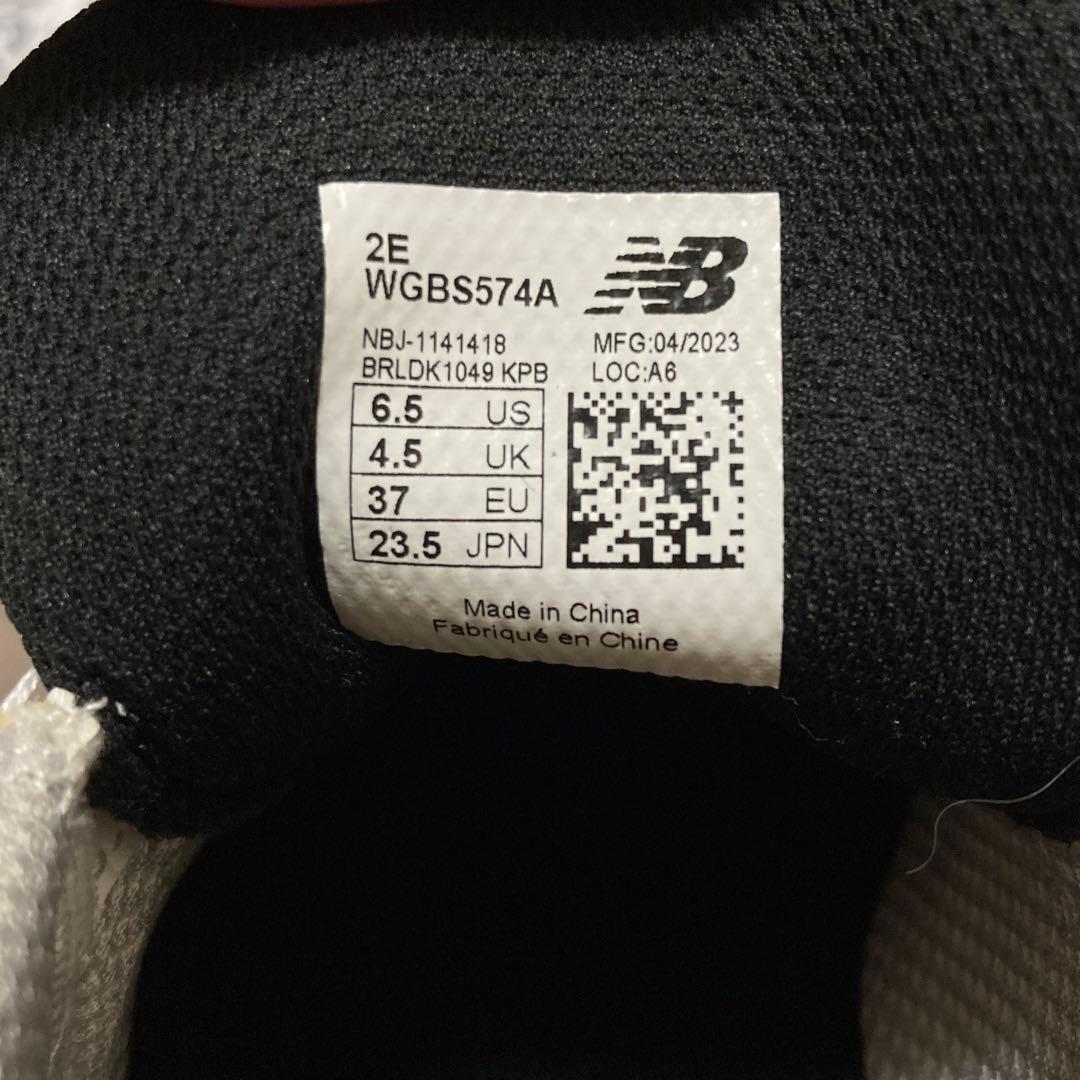 2E
WGBS574A
NB
NBJ-1141418
MFG:04/2023
BRLDK1049 KPB
LOC:A6
6.5 US
4.5 UK
37 EU
23.5 JPN
Made in China
Fabriqué en Chine